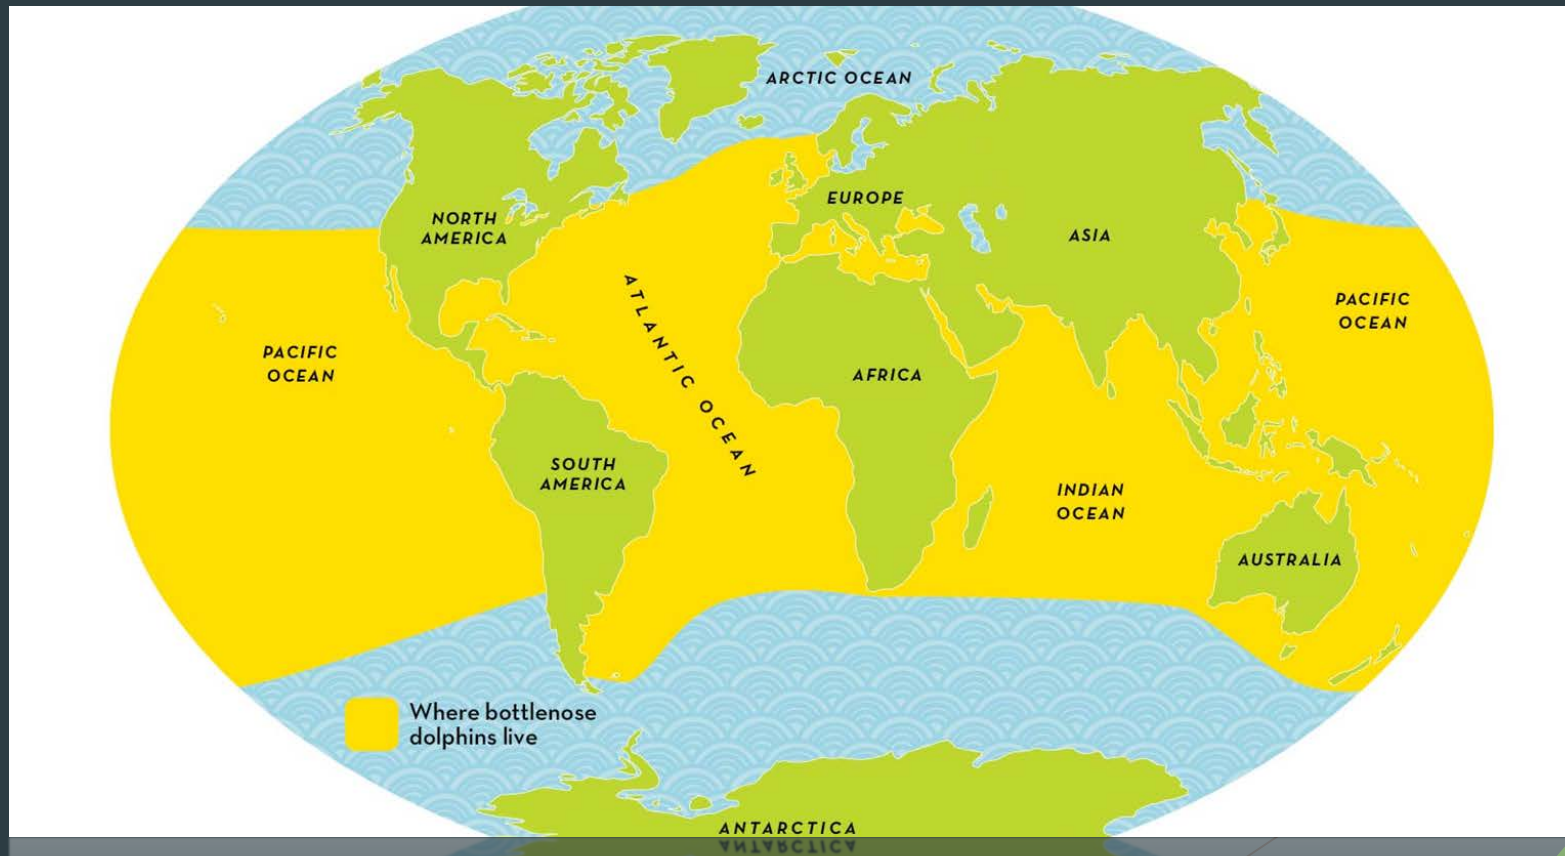 ARCTIC OCEAN
NORTH
AMERICA
EUROPE
ASIA
ATLANTIC OCEAN
PACIFIC
OCEAN
PACIFIC
OCEAN
AFRICA
SOUTH
AMERICA
INDIAN
OCEAN
AUSTRALIA
Where bottlenose
dolphins live
ANTARCTICA